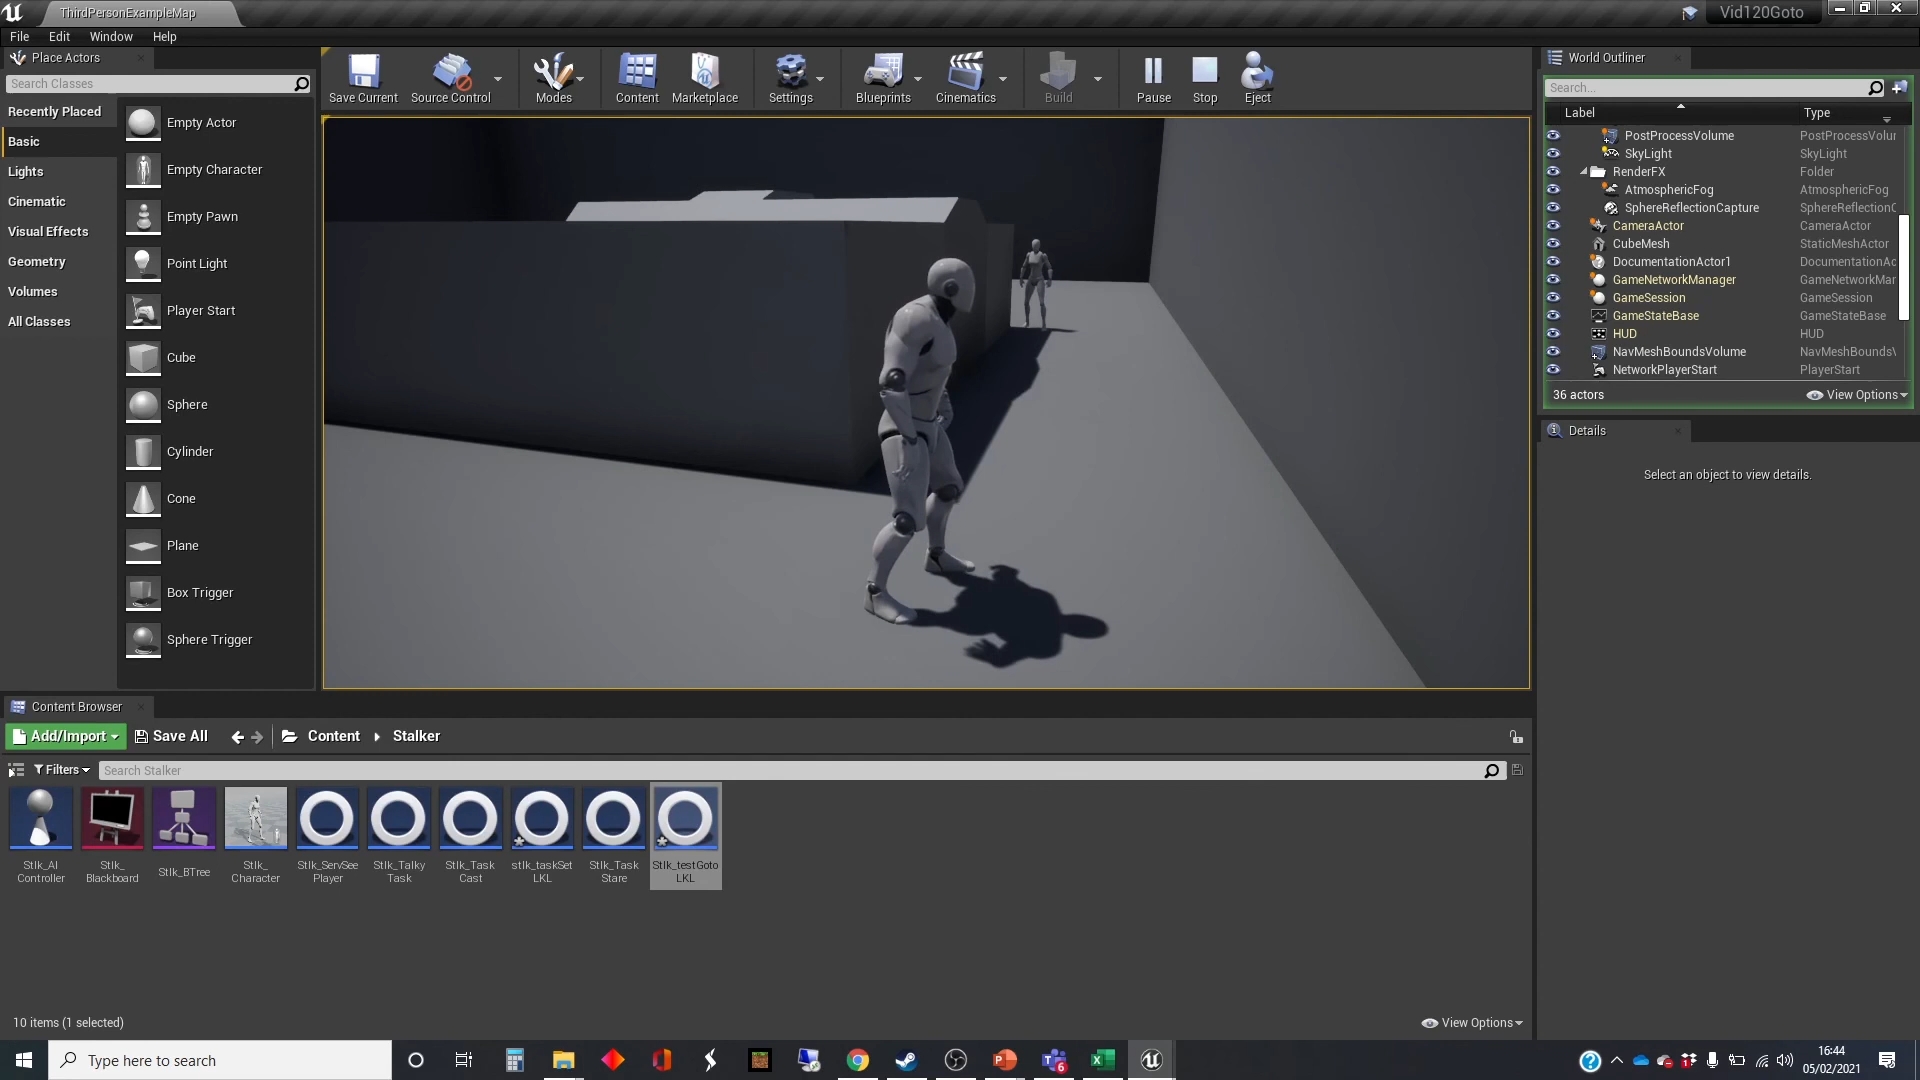 ThirdPersonExampleMap
Vid120Goto
File Edit Window Help
Place Actors
Search Classes
Recently Placed
Basic
Lights
Cinematic
Visual Effects
Geometry
Volumes
All Classes
Empty Actor
Empty Character
Empty Pawn
Point Light
Player Start
Cube
Sphere
Cylinder
Cone
Plane
Box Trigger
Sphere Trigger
Save Current Source Control Modes Content Marketplace Settings Blueprints Cinematics Build Pause Stop Eject
World Outliner
Search...
Label Type
PostProcessVolume PostProcessVolur
SkyLight SkyLight
RenderFX Folder
AtmosphericFog AtmosphericFog
SphereReflectionCapture SphereReflectionC
CameraActor CameraActor
CubeMesh StaticMeshActor
DocumentationActor1 DocumentationAc
GameNetworkManager GameNetworkMar
GameSession GameSession
GameStateBase GameStateBase
HUD HUD
NavMeshBoundsVolume NavMeshBoundsV
NetworkPlayerStart PlayerStart
36 actors View Options
Details
Select an object to view details.
Content Browser
Add/Import Save All Content Stalker
Filters Search Stalker
Stlk_AI
Controller
Stlk_
Blackboard
Stlk_BTree
Stlk_
Character
Stlk_ServSee
Player
Stlk_Talky
Task
Stlk_Task
Cast
stlk_taskSet
LKL
Stlk_Task
Stare
Stlk_testGoto
LKL
10 items (1 selected) View Options
Type here to search
6
16:44
05/02/2021